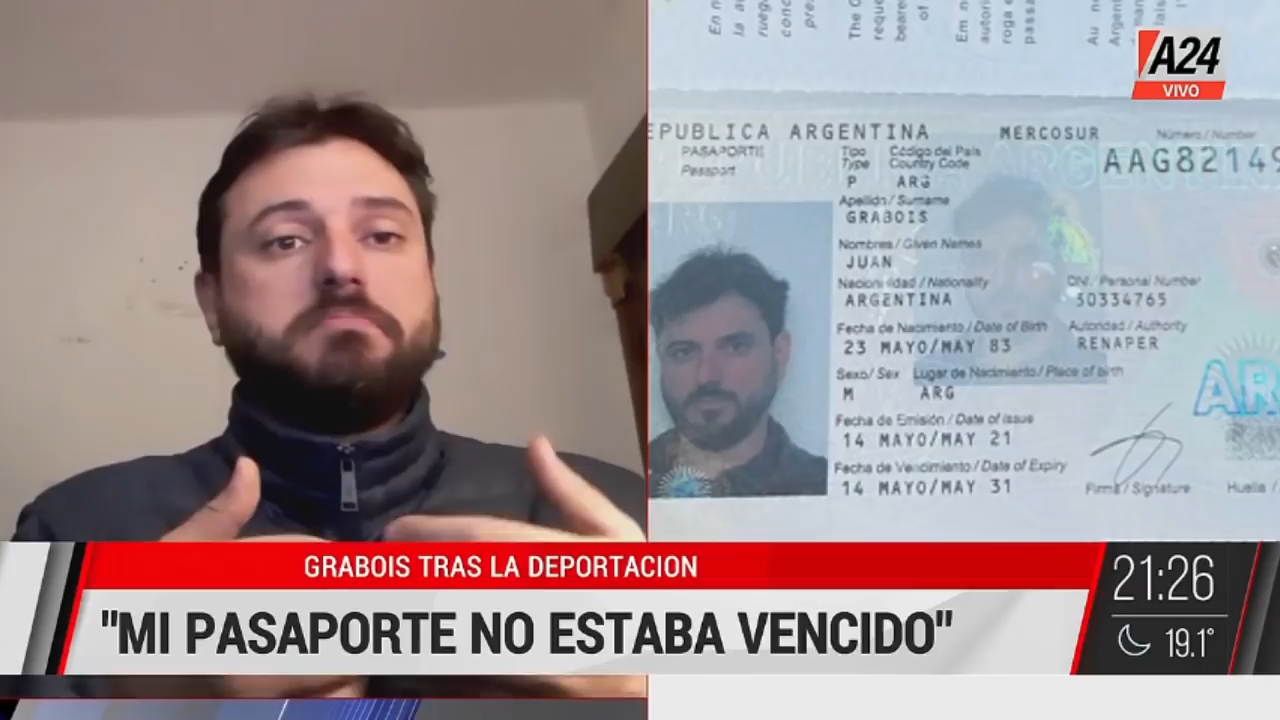 A24
VIVO
REPUBLICA ARGENTINA
MERCOSUR
Número / Number
PASAPORTE
Passport
Tipo
Type
Código del País
Country Code
AAG82149
P
ARG
Apellido / Surname
GRABOIS
Nombres / Given Names
JUAN
Nacionalidad / Nationality
ARGENTINA
DNI / Personal Number
30334765
Fecha de Nacimiento / Date of Birth
23 MAYO/MAY 83
Autoridad / Authority
RENAPER
Sexo / Sex
Lugar de Nacimiento / Place of birth
M
ARG
Fecha de Emisión / Date of issue
14 MAYO/MAY 21
Fecha de Vencimiento / Date of Expiry
14 MAYO/MAY 31
Firma / Signature
Huella /
GRABOIS TRAS LA DEPORTACION
"MI PASAPORTE NO ESTABA VENCIDO"
21:26
19.1°